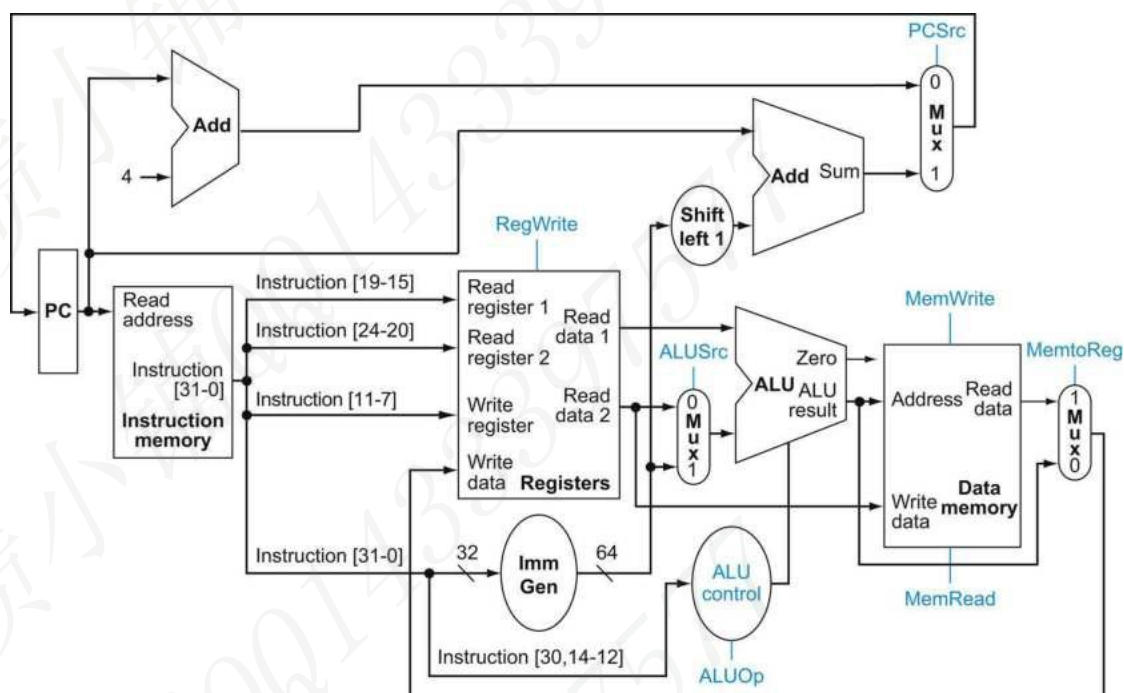 PCSrc
0
M
u
x
1
Add
4
Add Sum
Shift
left 1
RegWrite
PC
Read
address
Instruction
[31-0]
Instruction
memory
Instruction [19-15]
Instruction [24-20]
Instruction [11-7]
Read
register 1
Read
register 2
Write
register
Write
data
Read
data 1
Read
data 2
Registers
ALUSrc
0
M
u
x
1
Zero
ALU
ALU
result
MemWrite
Address
Read
data
Write
data
Data
memory
MemRead
MemtoReg
1
M
u
x
0
Instruction [31-0]
32
Imm
Gen
64
ALU
control
Instruction [30,14-12]
ALUOp